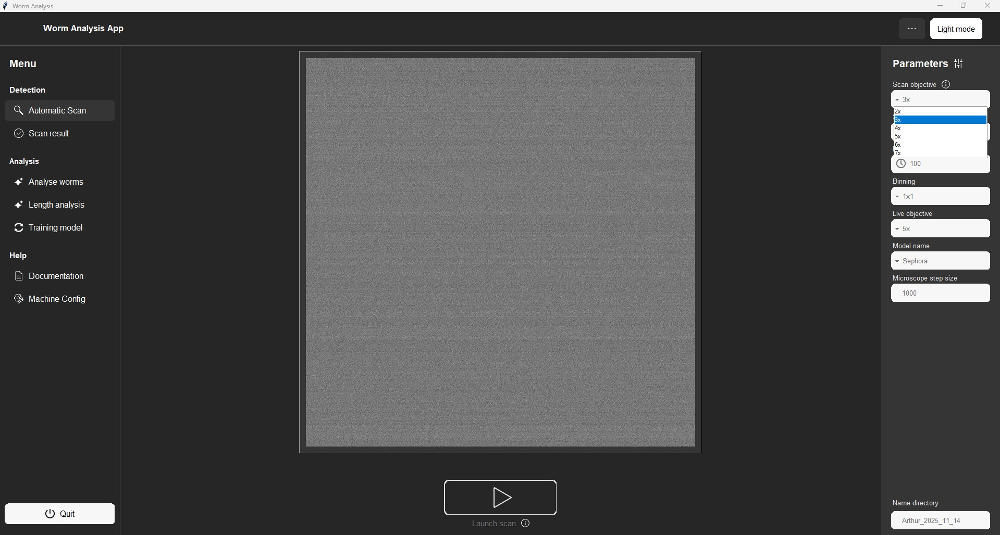 Worm Analysis
Worm Analysis App
...
Light mode
Menu
Detection
Automatic Scan
Scan result
Analysis
Analyse worms
Length analysis
Training model
Help
Documentation
Machine Config
Quit
Launch scan
Parameters
Scan objective
3x
2x
3x
4x
5x
6x
7x
100
Binning
1x1
Live objective
5x
Model name
Sephora
Microscope step size
1000
Name directory
Arthur_2025_11_14